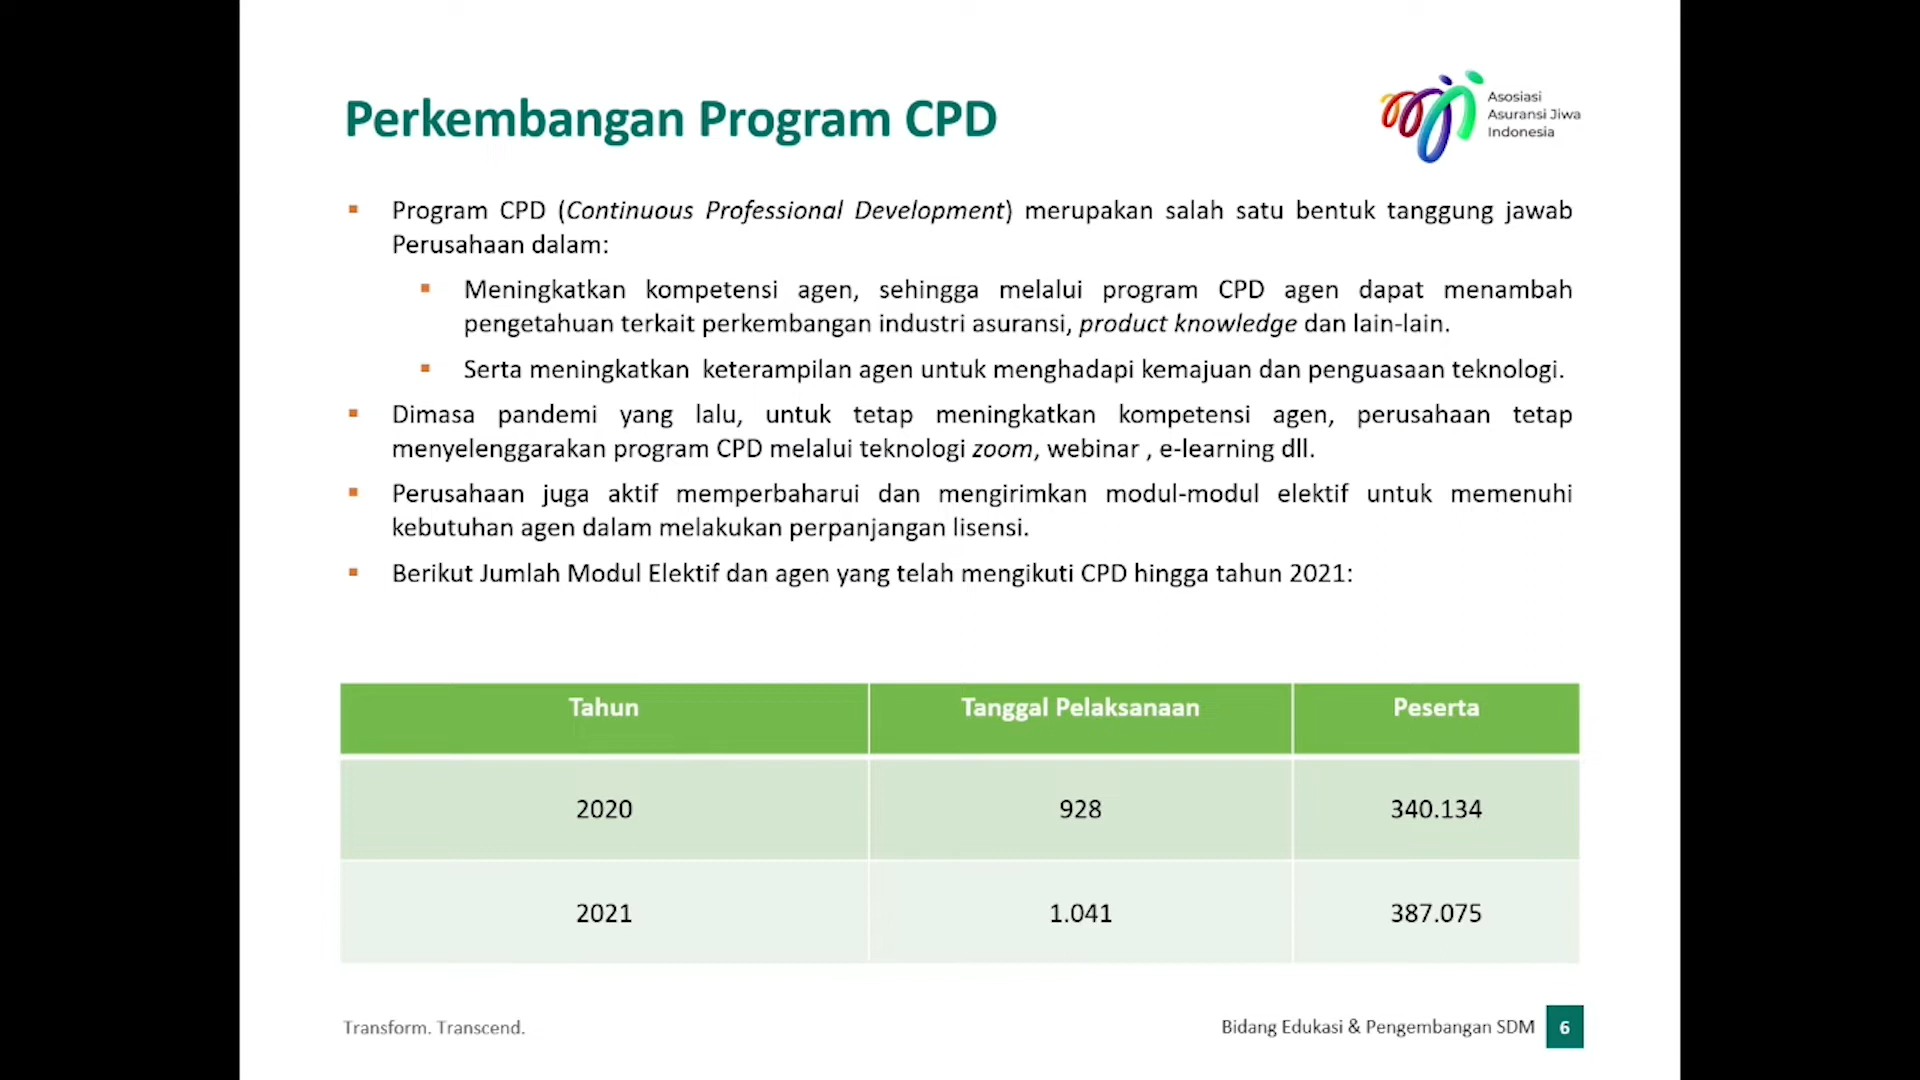 Perkembangan Program CPD
Asosiasi
Asuransi Jiwa
Indonesia
Program CPD (Continuous Professional Development) merupakan salah satu bentuk tanggung jawab
Perusahaan dalam:
Meningkatkan kompetensi agen, sehingga melalui program CPD agen dapat menambah
pengetahuan terkait perkembangan industri asuransi, product knowledge dan lain-lain.
Serta meningkatkan keterampilan agen untuk menghadapi kemajuan dan penguasaan teknologi.
Dimasa pandemi yang lalu, untuk tetap meningkatkan kompetensi agen, perusahaan tetap
menyelenggarakan program CPD melalui teknologi zoom, webinar , e-learning dll.
Perusahaan juga aktif memperbaharui dan mengirimkan modul-modul elektif untuk memenuhi
kebutuhan agen dalam melakukan perpanjangan lisensi.
Berikut Jumlah Modul Elektif dan agen yang telah mengikuti CPD hingga tahun 2021:
Tahun Tanggal Pelaksanaan Peserta
2020 928 340.134
2021 1.041 387.075
Transform. Transcend.
Bidang Edukasi & Pengembangan SDM 6